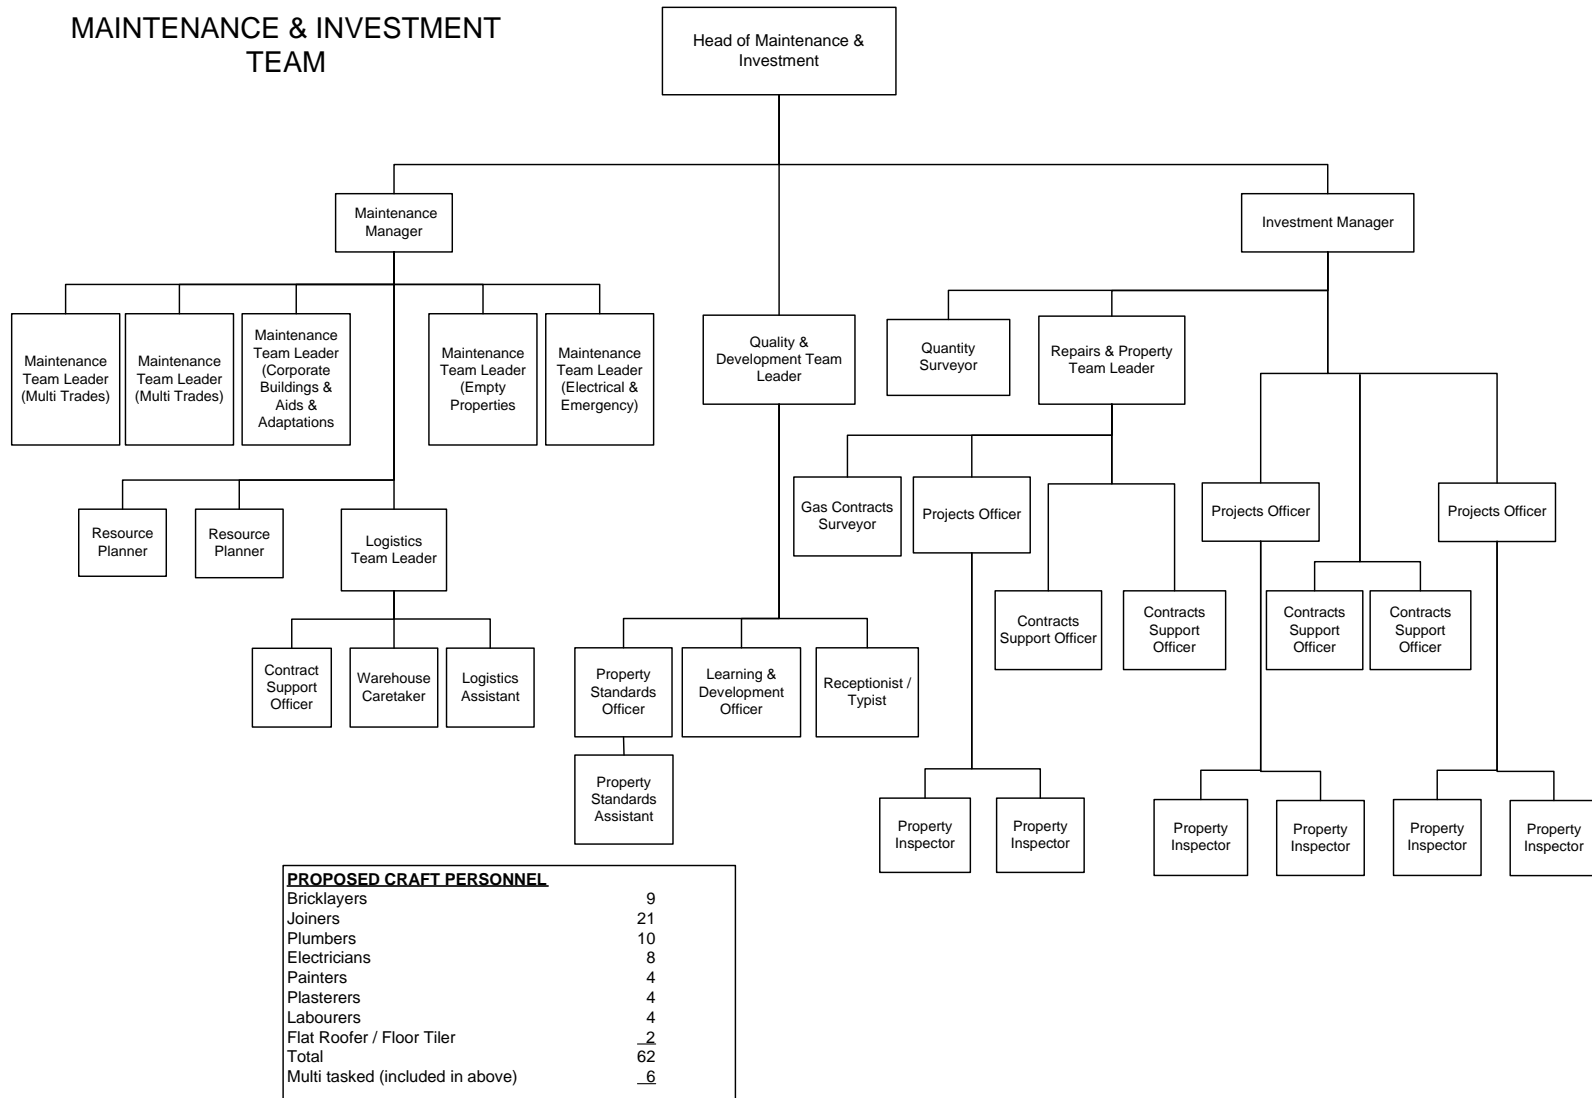 MAINTENANCE & INVESTMENT
TEAM
Head of Maintenance &
Investment
Maintenance
Manager
Investment Manager
Maintenance
Team Leader
(Multi Trades)
Maintenance
Team Leader
(Multi Trades)
Maintenance
Team Leader
(Corporate
Buildings &
Aids &
Adaptations
Maintenance
Team Leader
(Empty
Properties
Maintenance
Team Leader
(Electrical &
Emergency)
Quality &
Development Team
Leader
Quantity
Surveyor
Repairs & Property
Team Leader
Resource
Planner
Resource
Planner
Logistics
Team Leader
Gas Contracts
Surveyor
Projects Officer
Projects Officer
Projects Officer
Contracts
Support Officer
Contracts
Support
Officer
Contracts
Support
Officer
Contracts
Support
Officer
Contract
Support
Officer
Warehouse
Caretaker
Logistics
Assistant
Property
Standards
Officer
Learning &
Development
Officer
Receptionist /
Typist
Property
Standards
Assistant
Property
Inspector
Property
Inspector
Property
Inspector
Property
Inspector
Property
Inspector
Property
Inspector
PROPOSED CRAFT PERSONNEL
Bricklayers 9
Joiners 21
Plumbers 10
Electricians 8
Painters 4
Plasterers 4
Labourers 4
Flat Roofer / Floor Tiler 2
Total 62
Multi tasked (included in above) 6